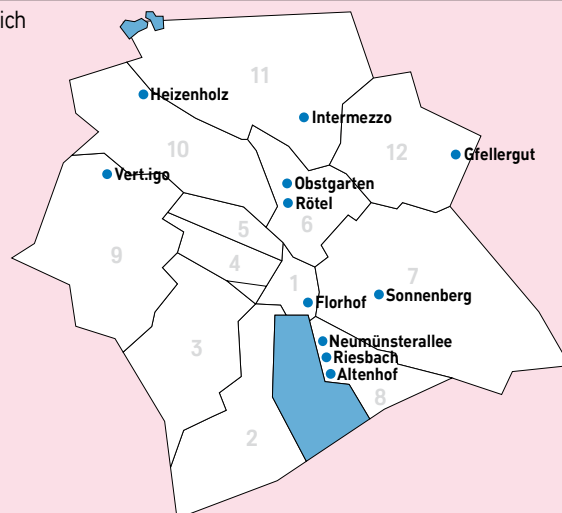 ich
11
Heizenholz
Intermezzo
10
12
Gfellergut
Vert.igo
Obstgarten
Rötel
6
5
9
4
7
1
Sonnenberg
Florhof
Neumünsterallee
3
Riesbach
Altenhof
8
2